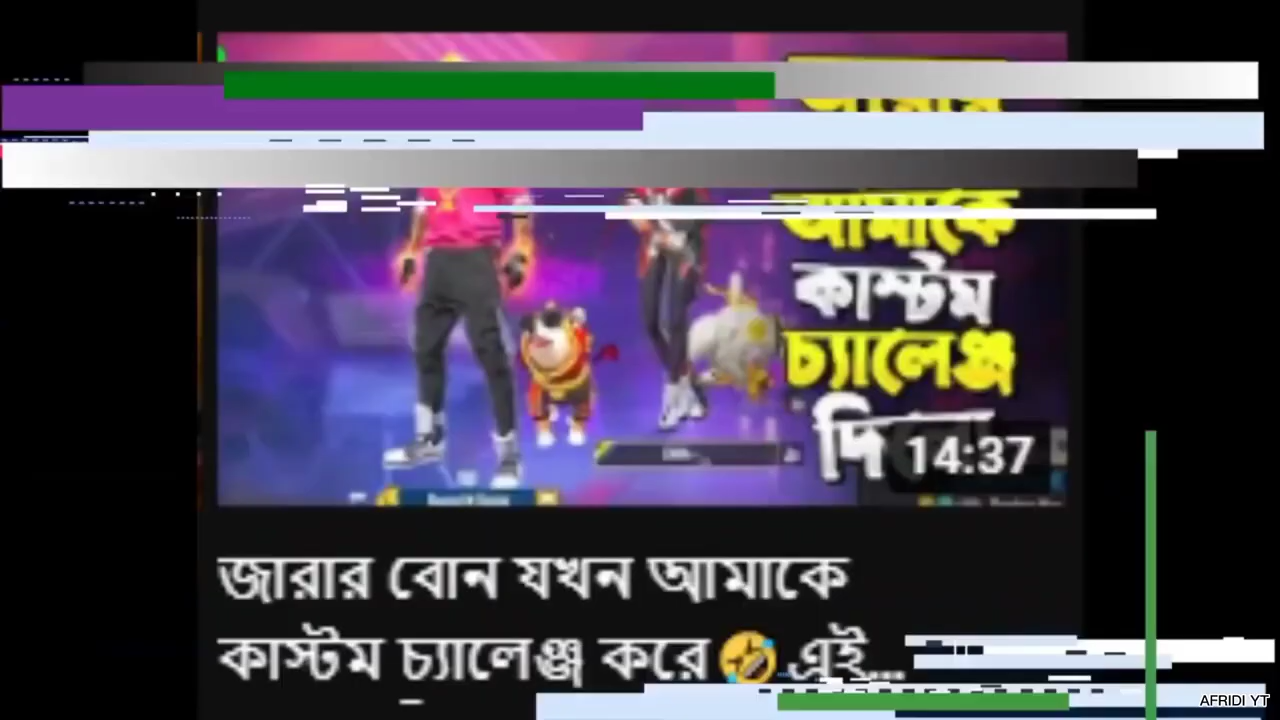 আমাকে
কাস্টম
চ্যালেঞ্জ
14:37
জারার বোন যখন আমাকে
কাস্টম চ্যালেঞ্জ করে 🤣 এই...
AFRIDI YT